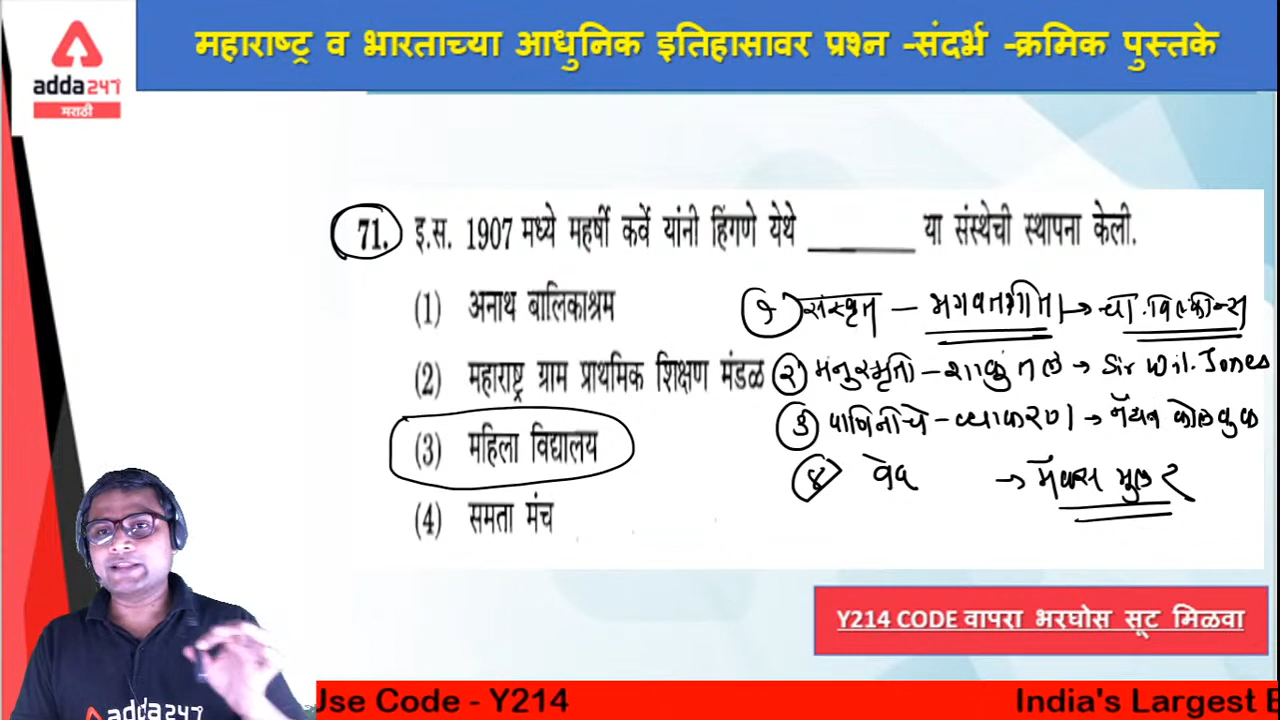 महाराष्ट्र व भारताच्या आधुनिक इतिहासावर प्रश्न -संदर्भ -क्रमिक पुस्तके
adda247
मराठी
71. इ.स. 1907 मध्ये महर्षी कर्वे यांनी हिंगणे येथे ________ या संस्थेची स्थापना केली.
(1) अनाथ बालिकाश्रम
(2) महाराष्ट्र ग्राम प्राथमिक शिक्षण मंडळ
(3) महिला विद्यालय
(4) समता मंच
१ संस्कृत – भगवतगीता → चा. विल्कीन्स
२ मनुस्मृती – शाकुंतल → Sir Wil. Jones
३ पाणिनीचे – व्याकरण → कोलब्रुक
४ वेद → मॅक्स मुलर
Y214 CODE वापरा भरघोस सूट मिळवा
adda247
Use Code - Y214
India's Largest E